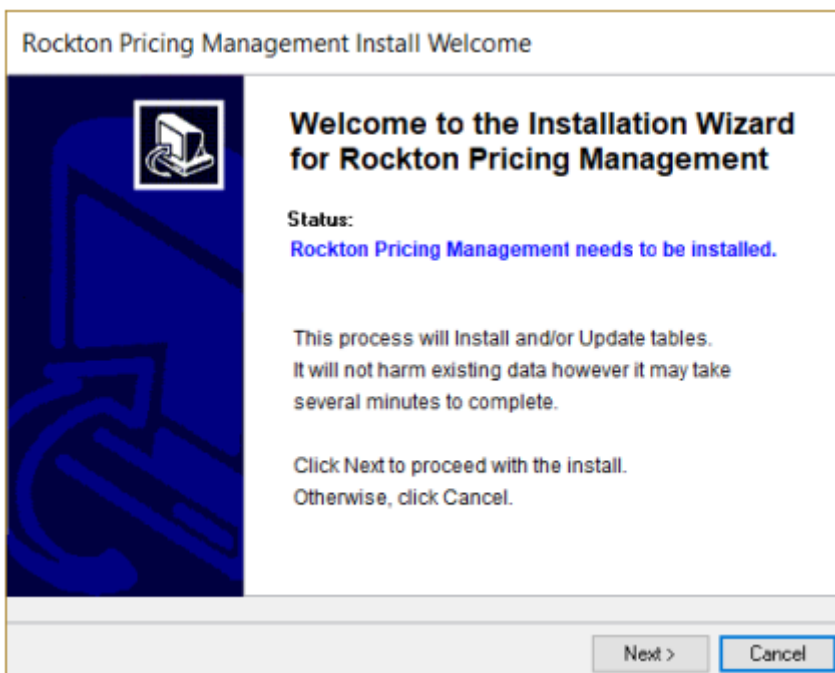 Rockton Pricing Management Install Welcome
Welcome to the Installation Wizard
for Rockton Pricing Management
Status:
Rockton Pricing Management needs to be installed.
This process will Install and/or Update tables.
It will not harm existing data however it may take
several minutes to complete.
Click Next to proceed with the install.
Otherwise, click Cancel.
Next >
Cancel